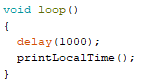 void loop()
{
  delay(1000);
  printLocalTime();
}